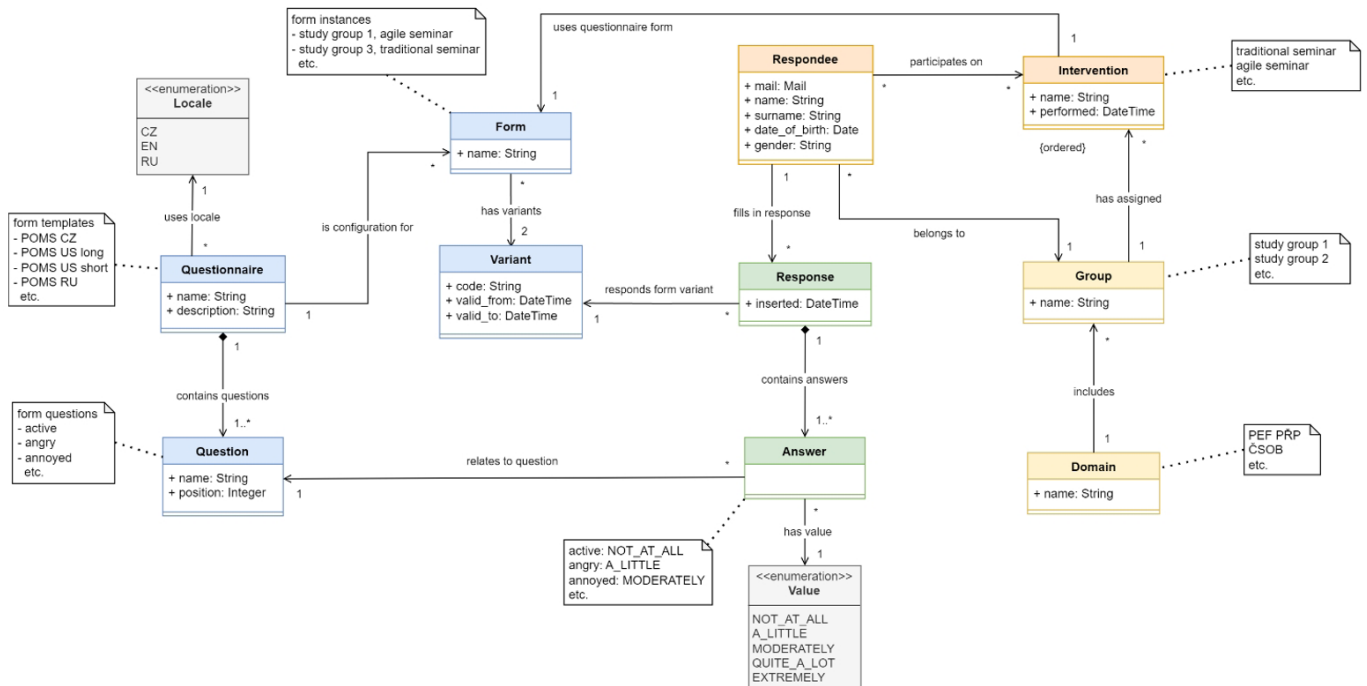 form instances
- study group 1, agile seminar
- study group 3, traditional seminar
etc.
uses questionnaire form
1
1
Respondee
+ mail: Mail
+ name: String
+ surname: String
+ date_of_birth: Date
+ gender: String
participates on
*
*
Intervention
+ name: String
+ performed: DateTime
{ordered}
*
traditional seminar
agile seminar
etc.
<<enumeration>>
Locale
CZ
EN
RU
1
uses locale
*
Form
+ name: String
*
*
has variants
2
is configuration for
1
fills in response
*
*
belongs to
1
has assigned
1
form templates
- POMS CZ
- POMS US long
- POMS US short
- POMS RU
etc.
Questionnaire
+ name: String
+ description: String
1
1
Variant
+ code: String
+ valid_from: DateTime
+ valid_to: DateTime
responds form variant
1
*
Response
+ inserted: DateTime
1
Group
+ name: String
*
study group 1
study group 2
etc.
contains questions
1..*
contains answers
1..*
includes
1
form questions
- active
- angry
- annoyed
etc.
Question
+ name: String
+ position: Integer
relates to question
1
*
Answer
*
has value
1
Domain
+ name: String
PEF PŘP
ČSOB
etc.
active: NOT_AT_ALL
angry: A_LITTLE
annoyed: MODERATELY
etc.
<<enumeration>>
Value
NOT_AT_ALL
A_LITTLE
MODERATELY
QUITE_A_LOT
EXTREMELY